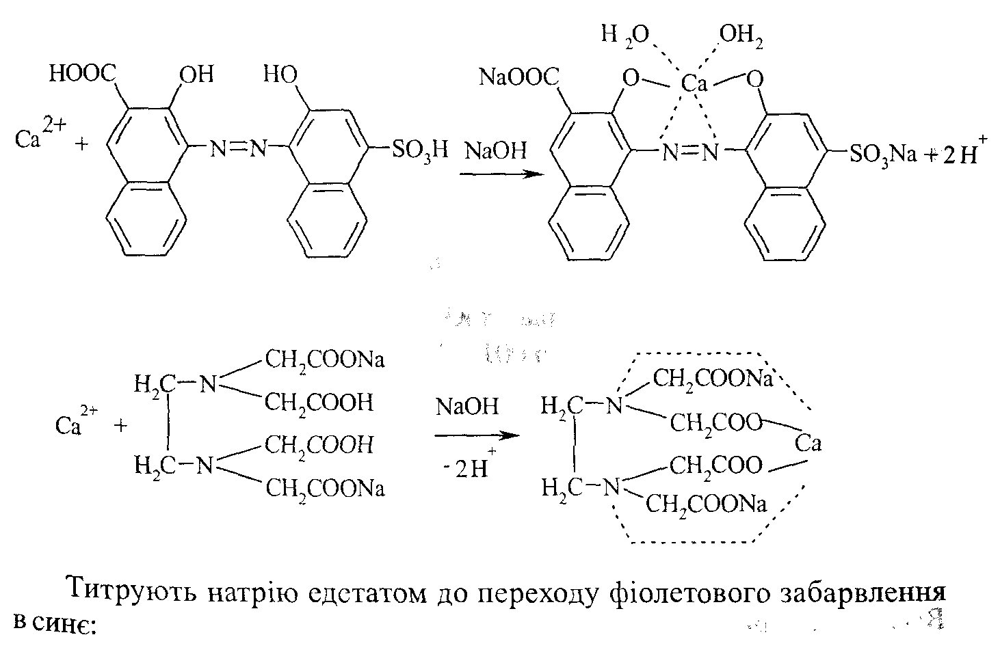 H₂O OH₂
HOOC OH HO NaOOC O Ca O
Ca²⁺ + N=N SO₃H NaOH N=N SO₃Na + 2H⁺
CH₂COONa CH₂COONa
H₂C—N H₂C—N
CH₂COOH CH₂COO
Ca²⁺ + NaOH Ca
CH₂COOH -2H⁺ CH₂COO
H₂C—N H₂C—N
CH₂COONa CH₂COONa
Титрують натрію едетатом до переходу фіолетового забарвлення
в синє: